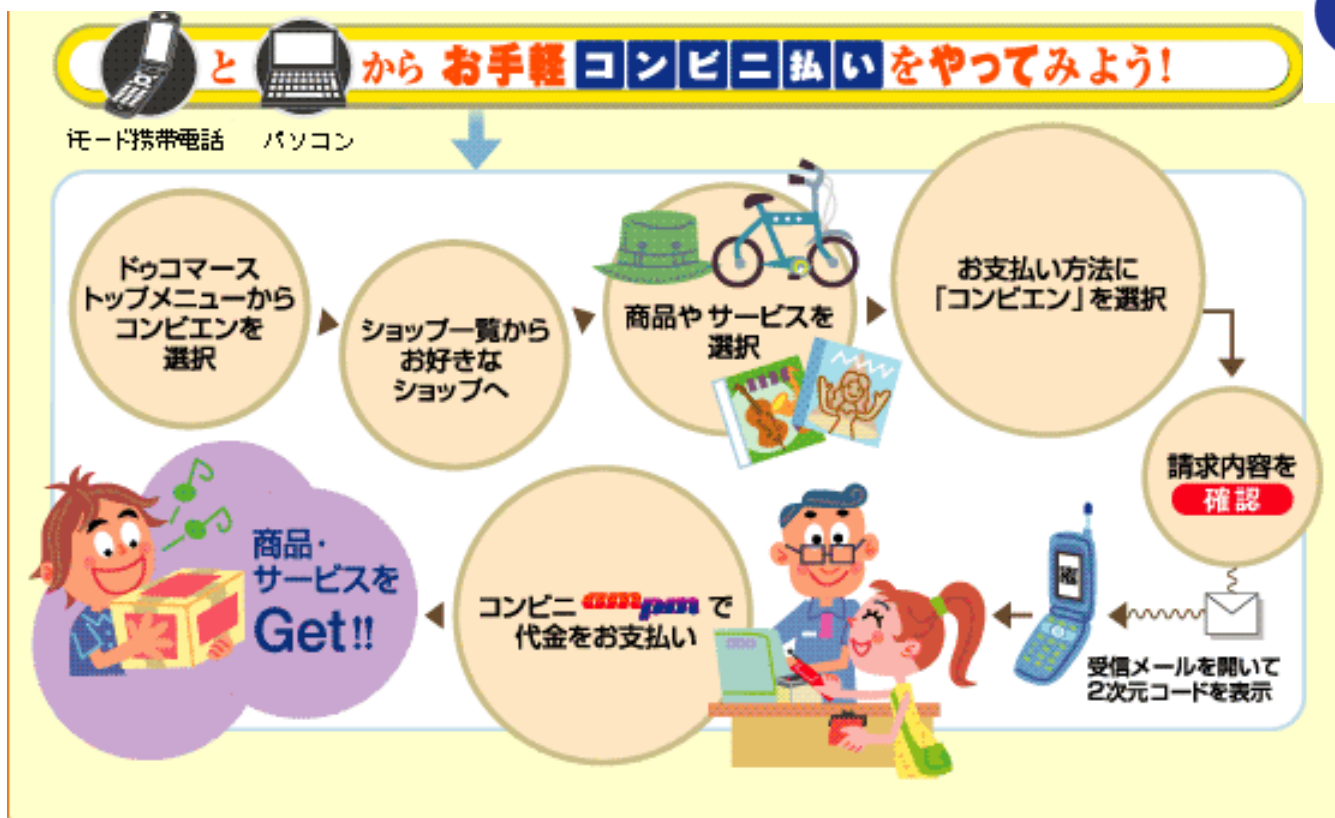 と から お手軽 コンビニ払い をやってみよう!
iモード携帯電話 パソコン
ドゥコマース
トップメニューから
コンビエンを
選択
ショップ一覧から
お好きな
ショップへ
商品やサービスを
選択
お支払い方法に
「コンビエン」を選択
請求内容を
確認
受信メールを開いて
2次元コードを表示
コンビニ ampm で
代金をお支払い
商品・
サービスを
Get!!